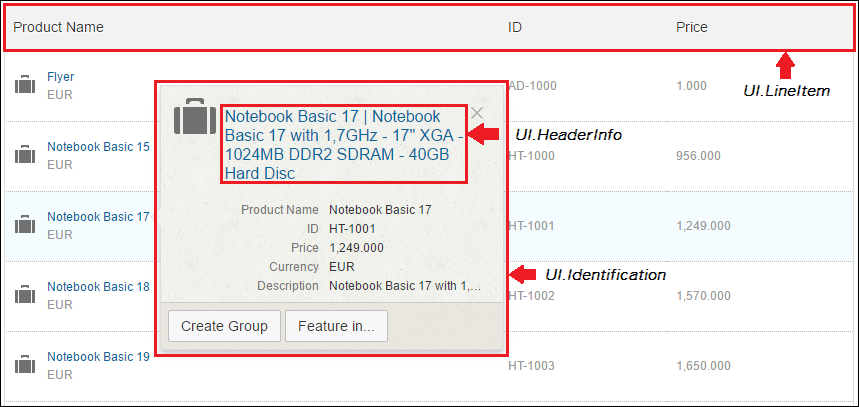 Product Name ID Price
UI.LineItem
Flyer
EUR AD-1000 1.000
Notebook Basic 15
EUR HT-1000 956.000
Notebook Basic 17
EUR HT-1001 1,249.000
Notebook Basic 18
EUR HT-1002 1,570.000
Notebook Basic 19
EUR HT-1003 1,650.000
Notebook Basic 17 | Notebook
Basic 17 with 1,7GHz - 17" XGA -
1024MB DDR2 SDRAM - 40GB
Hard Disc
UI.HeaderInfo
Product Name Notebook Basic 17
ID HT-1001
Price 1,249.000
Currency EUR
Description Notebook Basic 17 with 1,...
UI.Identification
Create Group Feature in...